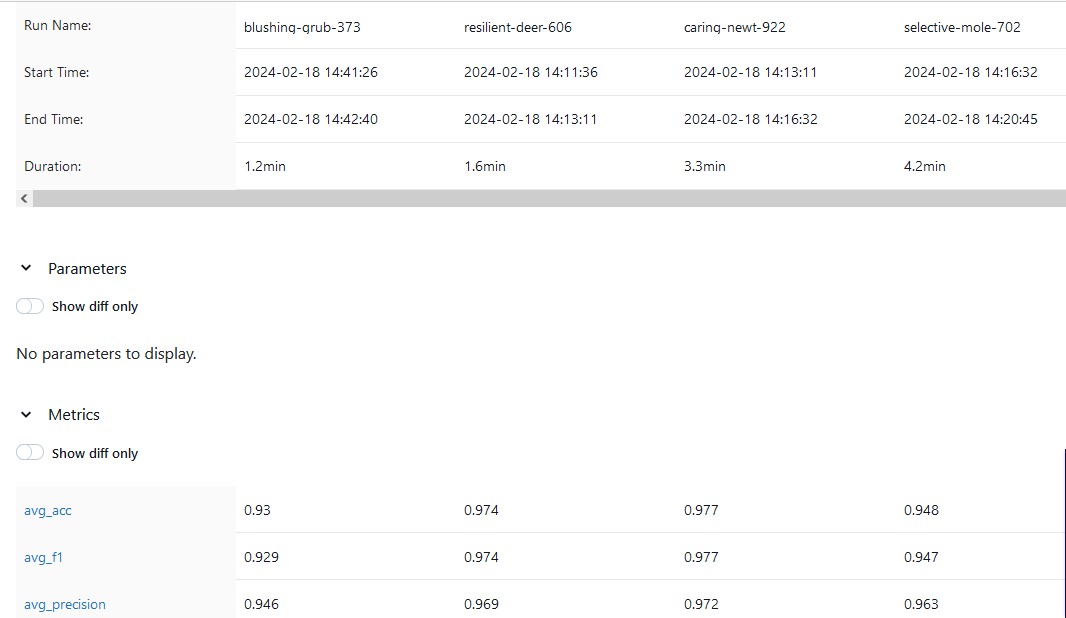 Run Name: blushing-grub-373 resilient-deer-606 caring-newt-922 selective-mole-702
Start Time: 2024-02-18 14:41:26 2024-02-18 14:11:36 2024-02-18 14:13:11 2024-02-18 14:16:32
End Time: 2024-02-18 14:42:40 2024-02-18 14:13:11 2024-02-18 14:16:32 2024-02-18 14:20:45
Duration: 1.2min 1.6min 3.3min 4.2min
Parameters
Show diff only
No parameters to display.
Metrics
Show diff only
avg_acc 0.93 0.974 0.977 0.948
avg_f1 0.929 0.974 0.977 0.947
avg_precision 0.946 0.969 0.972 0.963